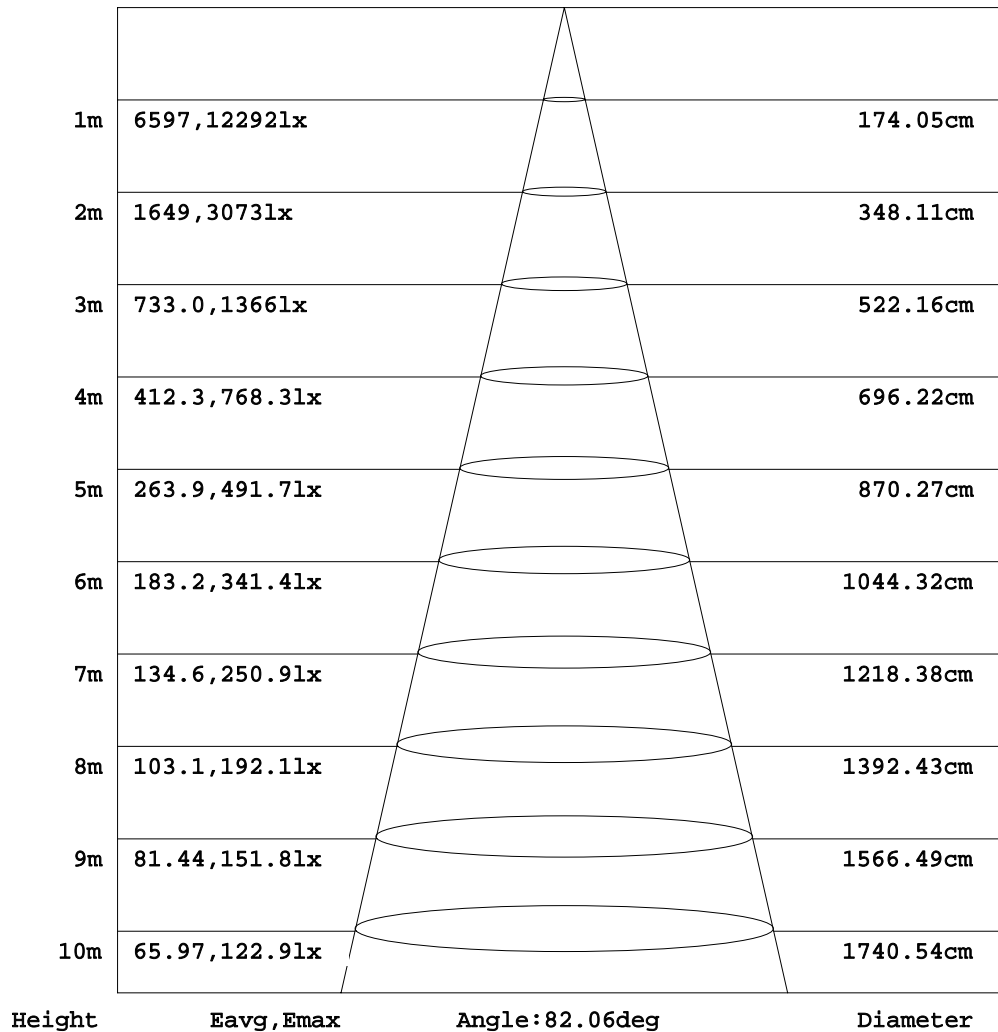 1m 6597,12292lx 174.05cm
2m 1649,3073lx 348.11cm
3m 733.0,1366lx 522.16cm
4m 412.3,768.3lx 696.22cm
5m 263.9,491.7lx 870.27cm
6m 183.2,341.4lx 1044.32cm
7m 134.6,250.9lx 1218.38cm
8m 103.1,192.1lx 1392.43cm
9m 81.44,151.8lx 1566.49cm
10m 65.97,122.9lx 1740.54cm
Height Eavg,Emax Angle:82.06deg Diameter